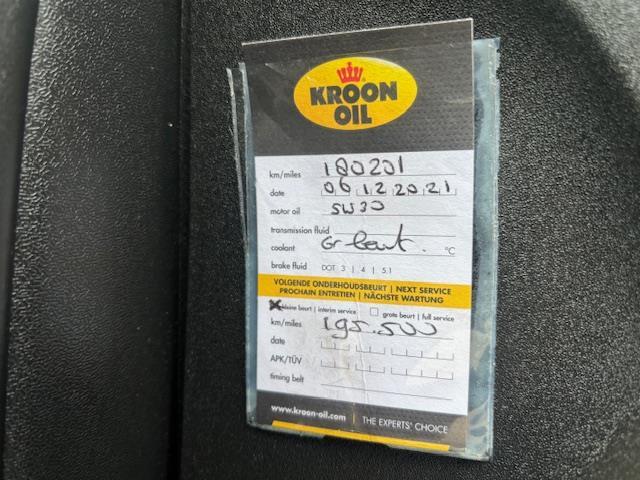 KROON
OIL
km/miles 180201
date 06 12 2021
motor oil 5W30
transmission fluid
coolant Gr beurt. °C
brake fluid DOT 3 | 4 | 5.1
VOLGENDE ONDERHOUDSBEURT | NEXT SERVICE
PROCHAIN ENTRETIEN | NÄCHSTE WARTUNG
kleine beurt | interim service grote beurt | full service
km/miles 195.500
date
APK/TÜV
timing belt
www.kroon-oil.com | THE EXPERTS' CHOICE